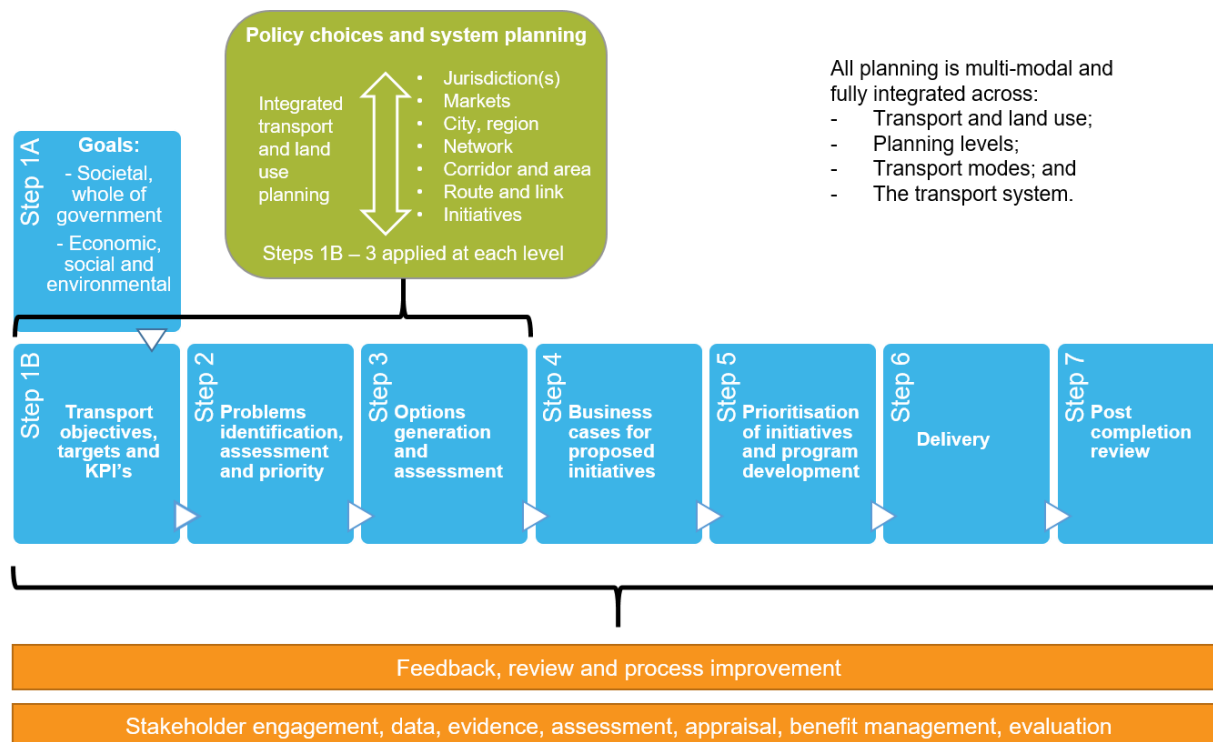 Policy choices and system planning
Integrated
transport
and land
use
planning
• Jurisdiction(s)
• Markets
• City, region
• Network
• Corridor and area
• Route and link
• Initiatives
Steps 1B – 3 applied at each level
All planning is multi-modal and
fully integrated across:
- Transport and land use;
- Planning levels;
- Transport modes; and
- The transport system.
Step 1A
Goals:
- Societal,
whole of
government
- Economic,
social and
environmental
Step 1B
Transport
objectives,
targets and
KPI's
Step 2
Problems
identification,
assessment
and priority
Step 3
Options
generation
and
assessment
Step 4
Business
cases for
proposed
initiatives
Step 5
Prioritisation
of initiatives
and program
development
Step 6
Delivery
Step 7
Post
completion
review
Feedback, review and process improvement
Stakeholder engagement, data, evidence, assessment, appraisal, benefit management, evaluation